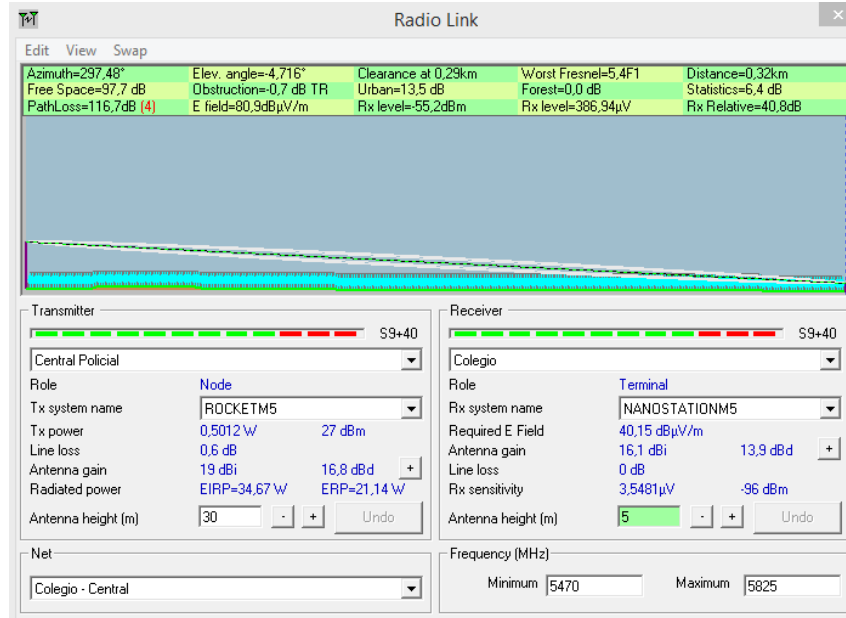 Radio Link
Edit View Swap
Azimuth=297,48° Elev. angle=-4,716° Clearance at 0,29km Worst Fresnel=5,4F1 Distance=0,32km
Free Space=97,7 dB Obstruction=-0,7 dB TR Urban=13,5 dB Forest=0,0 dB Statistics=6,4 dB
PathLoss=116,7dB (4) E field=80,9dBµV/m Rx level=-55,2dBm Rx level=386,94µV Rx Relative=40,8dB
Transmitter
S9+40
Central Policial
Role Node
Tx system name ROCKETM5
Tx power 0,5012 W 27 dBm
Line loss 0,6 dB
Antenna gain 19 dBi 16,8 dBd +
Radiated power EIRP=34,67 W ERP=21,14 W
Antenna height (m) 30 - + Undo
Net
Colegio - Central
Receiver
S9+40
Colegio
Role Terminal
Rx system name NANOSTATIONM5
Required E Field 40,15 dBµV/m
Antenna gain 16,1 dBi 13,9 dBd +
Line loss 0 dB
Rx sensitivity 3,5481µV -96 dBm
Antenna height (m) 5 - + Undo
Frequency (MHz)
Minimum 5470 Maximum 5825